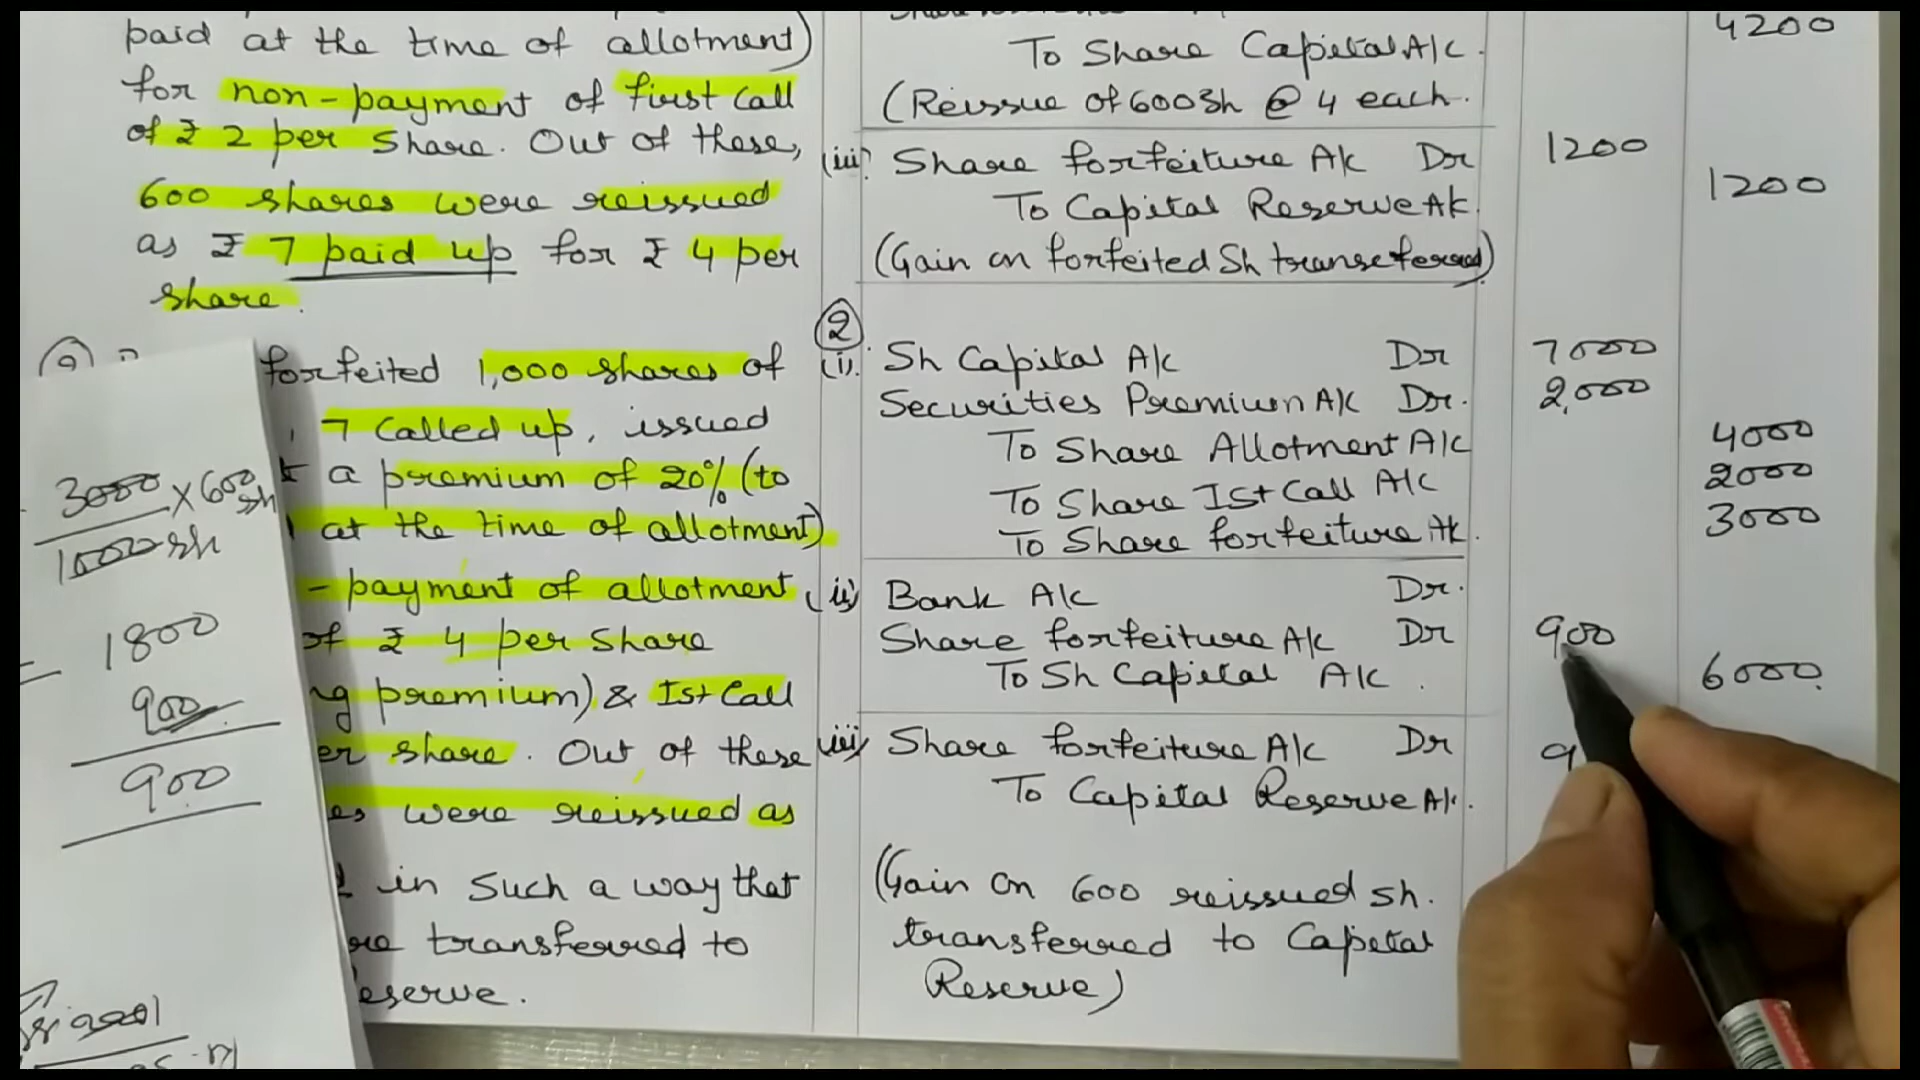 paid at the time of allotment)
for non-payment of first call
of ₹ 2 per share. Out of these,
600 shares were reissued
as ₹ 7 paid up for ₹ 4 per
share.
forfeited 1,000 shares of
, 7 called up, issued
a premium of 20% (to
at the time of allotment)
- payment of allotment
of ₹ 4 per share
premium) & Ist Call
share. Out of these
were reissued as
in such a way that
transferred to
3000 × 600 sh
1000 sh
1800
900
900
4200
To Share Capital A/c.
(Reissue of 600 sh @ 4 each.
(iii) Share forfeiture A/c Dr 1200
To Capital Reserve A/c. 1200
(Gain on forfeited Sh transferred)
2
(i). Sh Capital A/c Dr 7000
Securities Premium A/c Dr. 2,000
To Share Allotment A/c 4000
To Share Ist Call A/c 2000
To Share forfeiture A/c. 3000
(ii) Bank A/c Dr.
Share forfeiture A/c Dr 900
To Sh Capital A/c. 6000
(iii) Share forfeiture A/c Dr 9
To Capital Reserve A/c.
(Gain on 600 reissued sh.
transferred to Capital
Reserve)